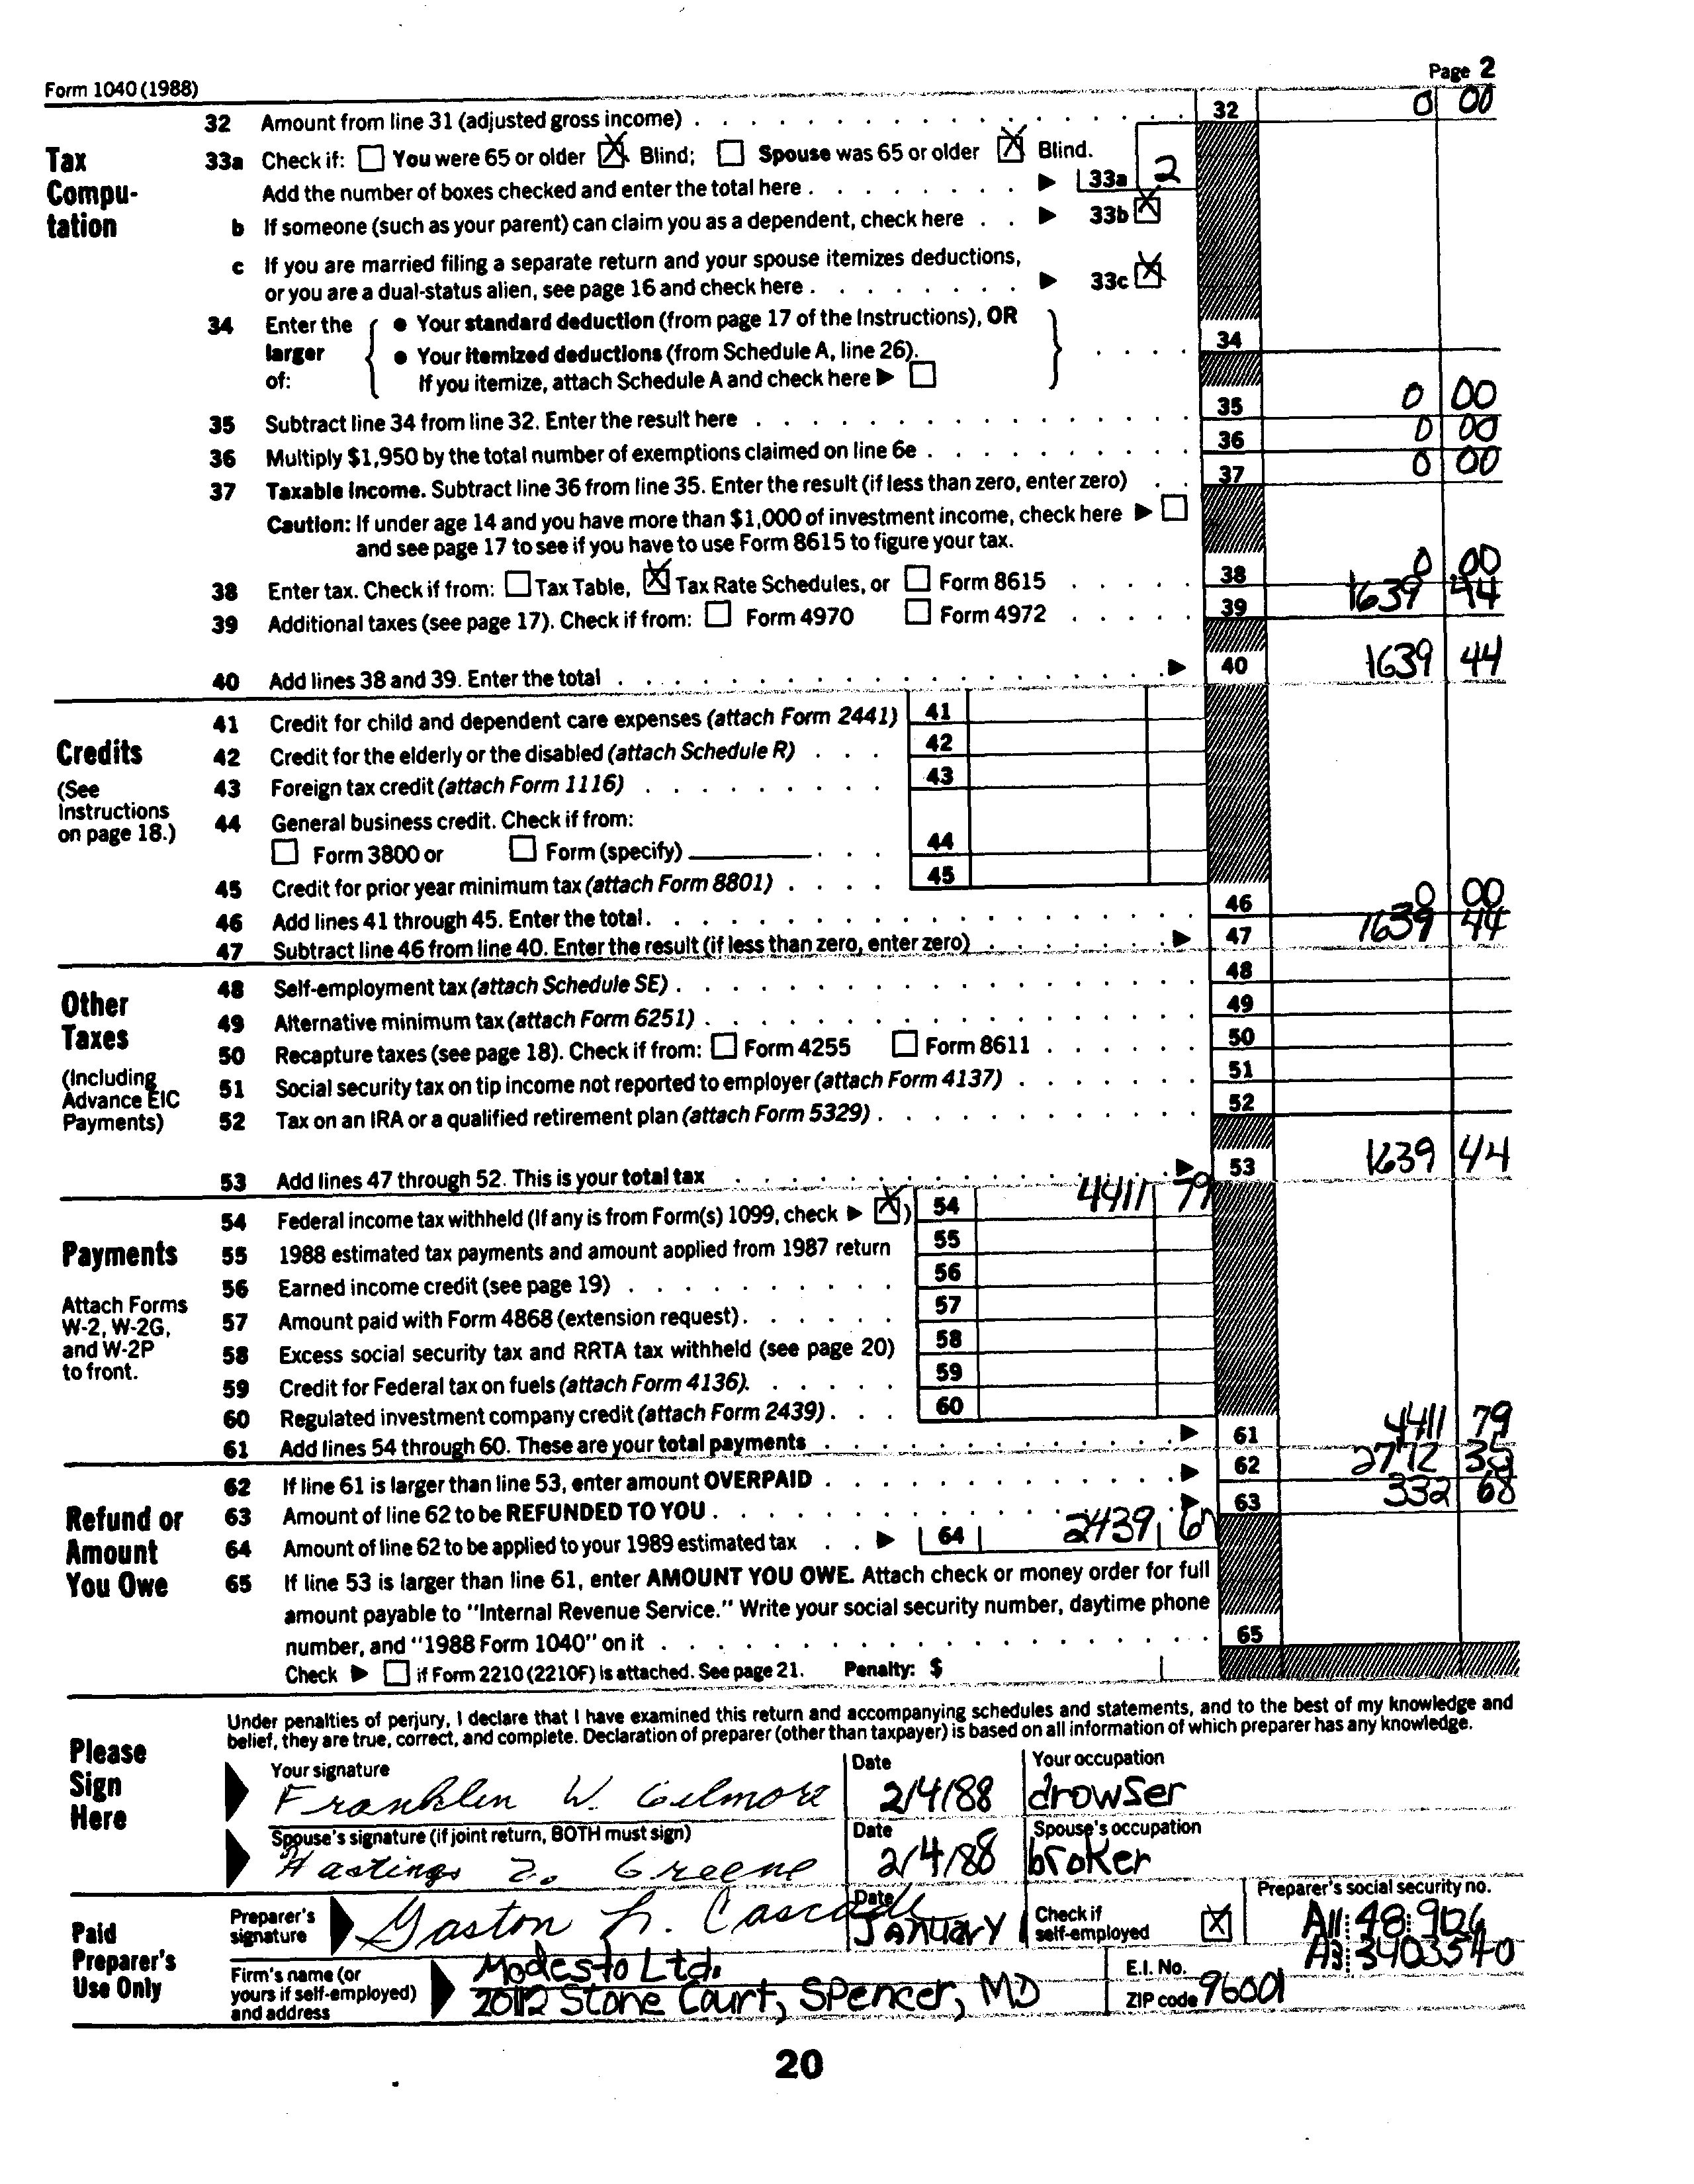 Form 1040 (1988) Page 2
32 Amount from line 31 (adjusted gross income) 32 0 00
Tax Compu- tation
33a Check if: You were 65 or older X Blind; Spouse was 65 or older X Blind.
Add the number of boxes checked and enter the total here 33a 2
b If someone (such as your parent) can claim you as a dependent, check here 33b X
c If you are married filing a separate return and your spouse itemizes deductions,
or you are a dual-status alien, see page 16 and check here 33c X
34 Enter the larger of: { • Your standard deduction (from page 17 of the Instructions), OR
• Your itemized deductions (from Schedule A, line 26). } 34
If you itemize, attach Schedule A and check here
35 Subtract line 34 from line 32. Enter the result here 35 0 00
36 Multiply $1,950 by the total number of exemptions claimed on line 6e 36 0 00
37 Taxable income. Subtract line 36 from line 35. Enter the result (if less than zero, enter zero) 37 0 00
Caution: If under age 14 and you have more than $1,000 of investment income, check here
and see page 17 to see if you have to use Form 8615 to figure your tax.
38 Enter tax. Check if from: Tax Table, X Tax Rate Schedules, or Form 8615 38 0 00
39 Additional taxes (see page 17). Check if from: Form 4970 Form 4972 39 1639 44
40 Add lines 38 and 39. Enter the total 40 1639 44
Credits
(See Instructions on page 18.)
41 Credit for child and dependent care expenses (attach Form 2441) 41
42 Credit for the elderly or the disabled (attach Schedule R) 42
43 Foreign tax credit (attach Form 1116) 43
44 General business credit. Check if from:
Form 3800 or Form (specify) 44
45 Credit for prior year minimum tax (attach Form 8801) 45
46 Add lines 41 through 45. Enter the total. 46 0 00
47 Subtract line 46 from line 40. Enter the result (if less than zero, enter zero) 47 1639 44
Other Taxes
(Including Advance EIC Payments)
48 Self-employment tax (attach Schedule SE) 48
49 Alternative minimum tax (attach Form 6251) 49
50 Recapture taxes (see page 18). Check if from: Form 4255 Form 8611 50
51 Social security tax on tip income not reported to employer (attach Form 4137) 51
52 Tax on an IRA or a qualified retirement plan (attach Form 5329) 52
53 Add lines 47 through 52. This is your total tax 53 1639 44
Payments
Attach Forms W-2, W-2G, and W-2P to front.
54 Federal income tax withheld (If any is from Form(s) 1099, check X ) 54 4411 79
55 1988 estimated tax payments and amount applied from 1987 return 55
56 Earned income credit (see page 19) 56
57 Amount paid with Form 4868 (extension request) 57
58 Excess social security tax and RRTA tax withheld (see page 20) 58
59 Credit for Federal tax on fuels (attach Form 4136). 59
60 Regulated investment company credit (attach Form 2439) 60
61 Add lines 54 through 60. These are your total payments 61 4411 79
Refund or Amount You Owe
62 If line 61 is larger than line 53, enter amount OVERPAID 62 2772 35
63 Amount of line 62 to be REFUNDED TO YOU 63 332 68
64 Amount of line 62 to be applied to your 1989 estimated tax 64 2439 67
65 If line 53 is larger than line 61, enter AMOUNT YOU OWE. Attach check or money order for full
amount payable to "Internal Revenue Service." Write your social security number, daytime phone
number, and "1988 Form 1040" on it 65
Check if Form 2210 (2210F) is attached. See page 21. Penalty: $
Please Sign Here
Under penalties of perjury, I declare that I have examined this return and accompanying schedules and statements, and to the best of my knowledge and
belief, they are true, correct, and complete. Declaration of preparer (other than taxpayer) is based on all information of which preparer has any knowledge.
Your signature Date Your occupation
Franklin W. Gilmore 2/4/88 drowser
Spouse's signature (if joint return, BOTH must sign) Date Spouse's occupation
Hastings Z. Greene 2/4/88 broker
Paid Preparer's Use Only
Preparer's signature Gaston L. Cascade Date January Check if self-employed X Preparer's social security no. A11:48:9026
Firm's name (or yours if self-employed) and address Modesto Ltd. E.I. No. A3:3403540
2012 Stone Court, Spencer, MD ZIP code 96001
20